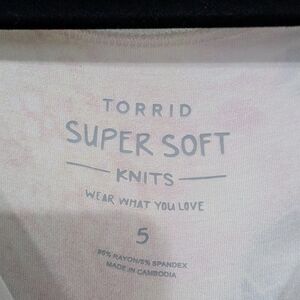 TORRID
SUPER SOFT
KNITS
WEAR WHAT YOU LOVE
5
95% RAYON/5% SPANDEX
MADE IN CAMBODIA